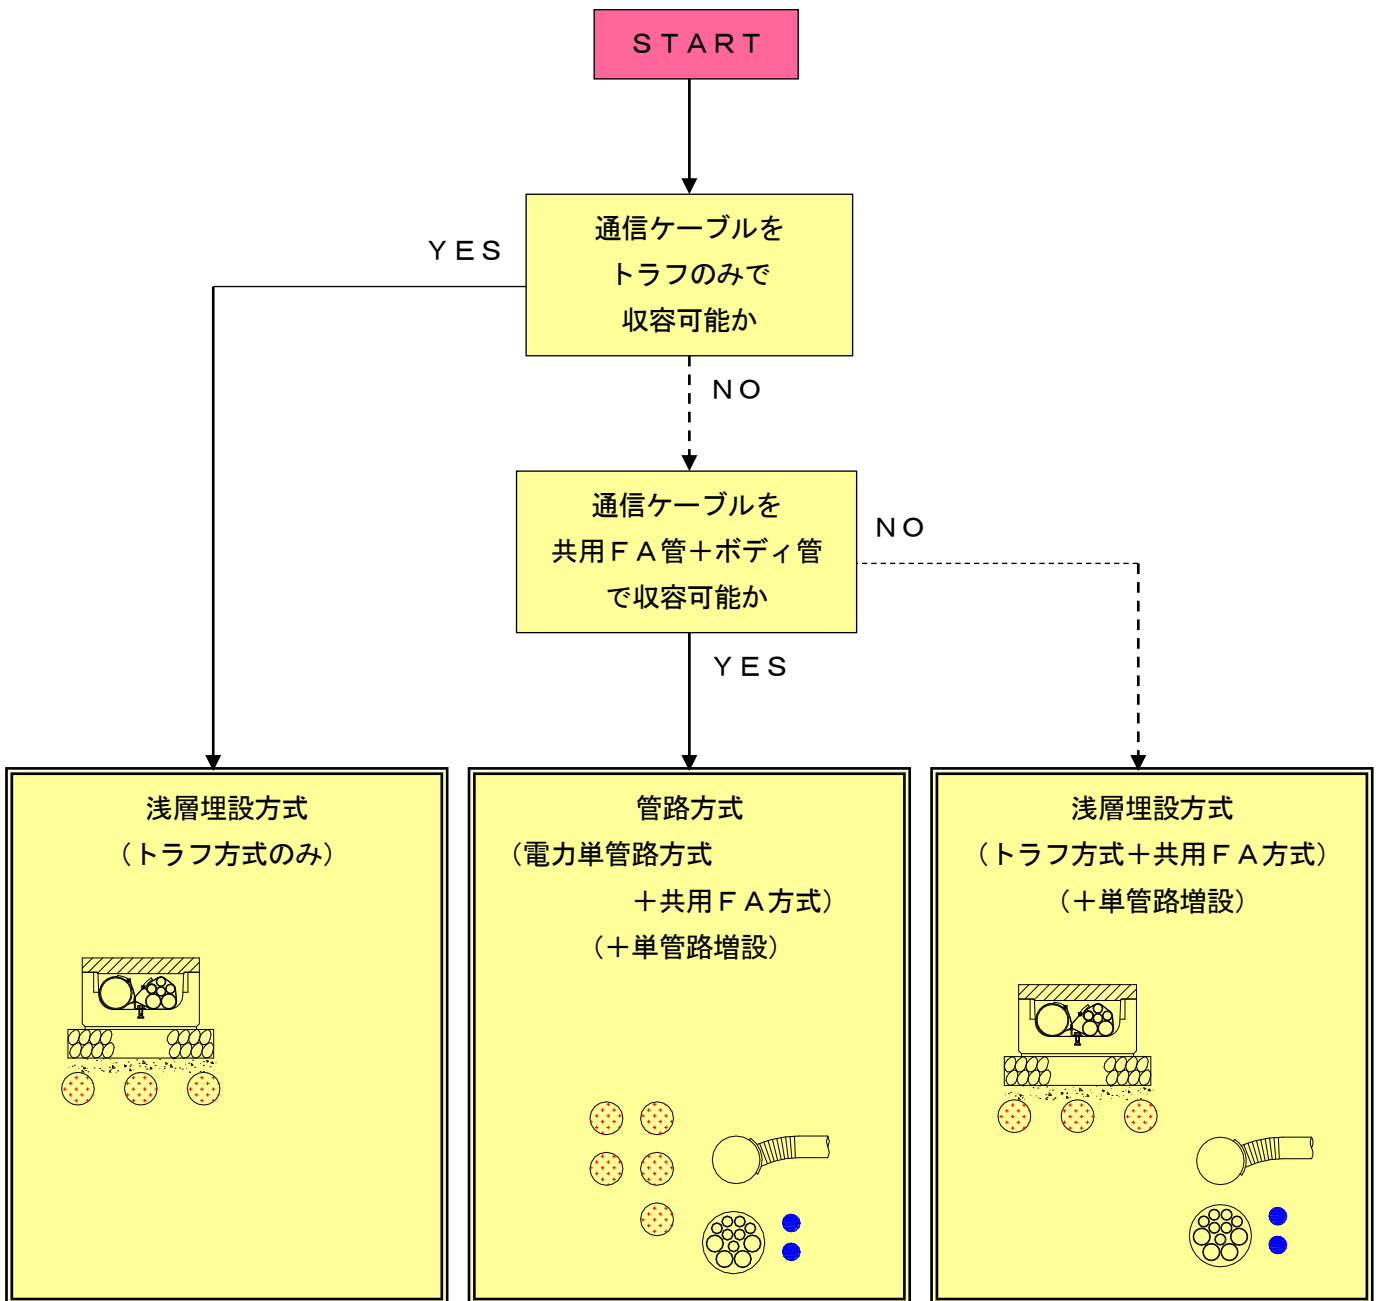 ＳＴＡＲＴ
通信ケーブルを
トラフのみで
収容可能か
ＹＥＳ
ＮＯ
通信ケーブルを
共用ＦＡ管＋ボディ管
で収容可能か
ＮＯ
ＹＥＳ
浅層埋設方式
（トラフ方式のみ）
管路方式
（電力単管路方式
＋共用ＦＡ方式）
（＋単管路増設）
浅層埋設方式
（トラフ方式＋共用ＦＡ方式）
（＋単管路増設）